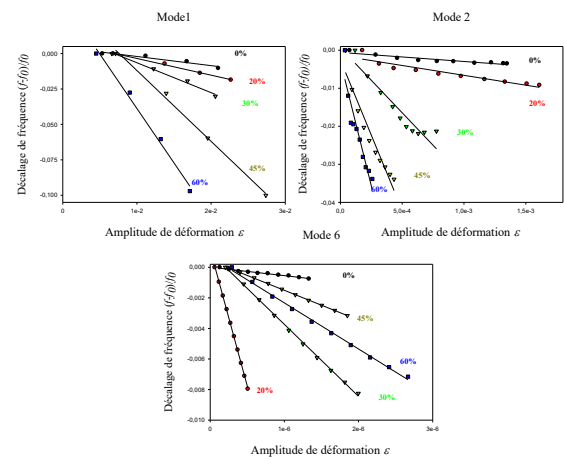 Mode1
Mode 2
0,000
-0,025
-0,050
-0,075
-0,100
Décalage de fréquence (f-f0)/f0
0%
20%
30%
45%
60%
0
1e-2
2e-2
3e-2
Amplitude de déformation ε
0,00
-0,01
-0,02
-0,03
-0,04
Décalage de fréquence (f-f0)/f0
0%
20%
30%
45%
60%
0,0
5,0e-4
1,0e-3
1,5e-3
Amplitude de déformation ε
Mode 6
0,000
-0,002
-0,004
-0,006
-0,008
-0,010
Décalage de fréquence (f-f0)/f0
0%
45%
60%
30%
20%
0
1e-6
2e-6
3e-6
Amplitude de déformation ε